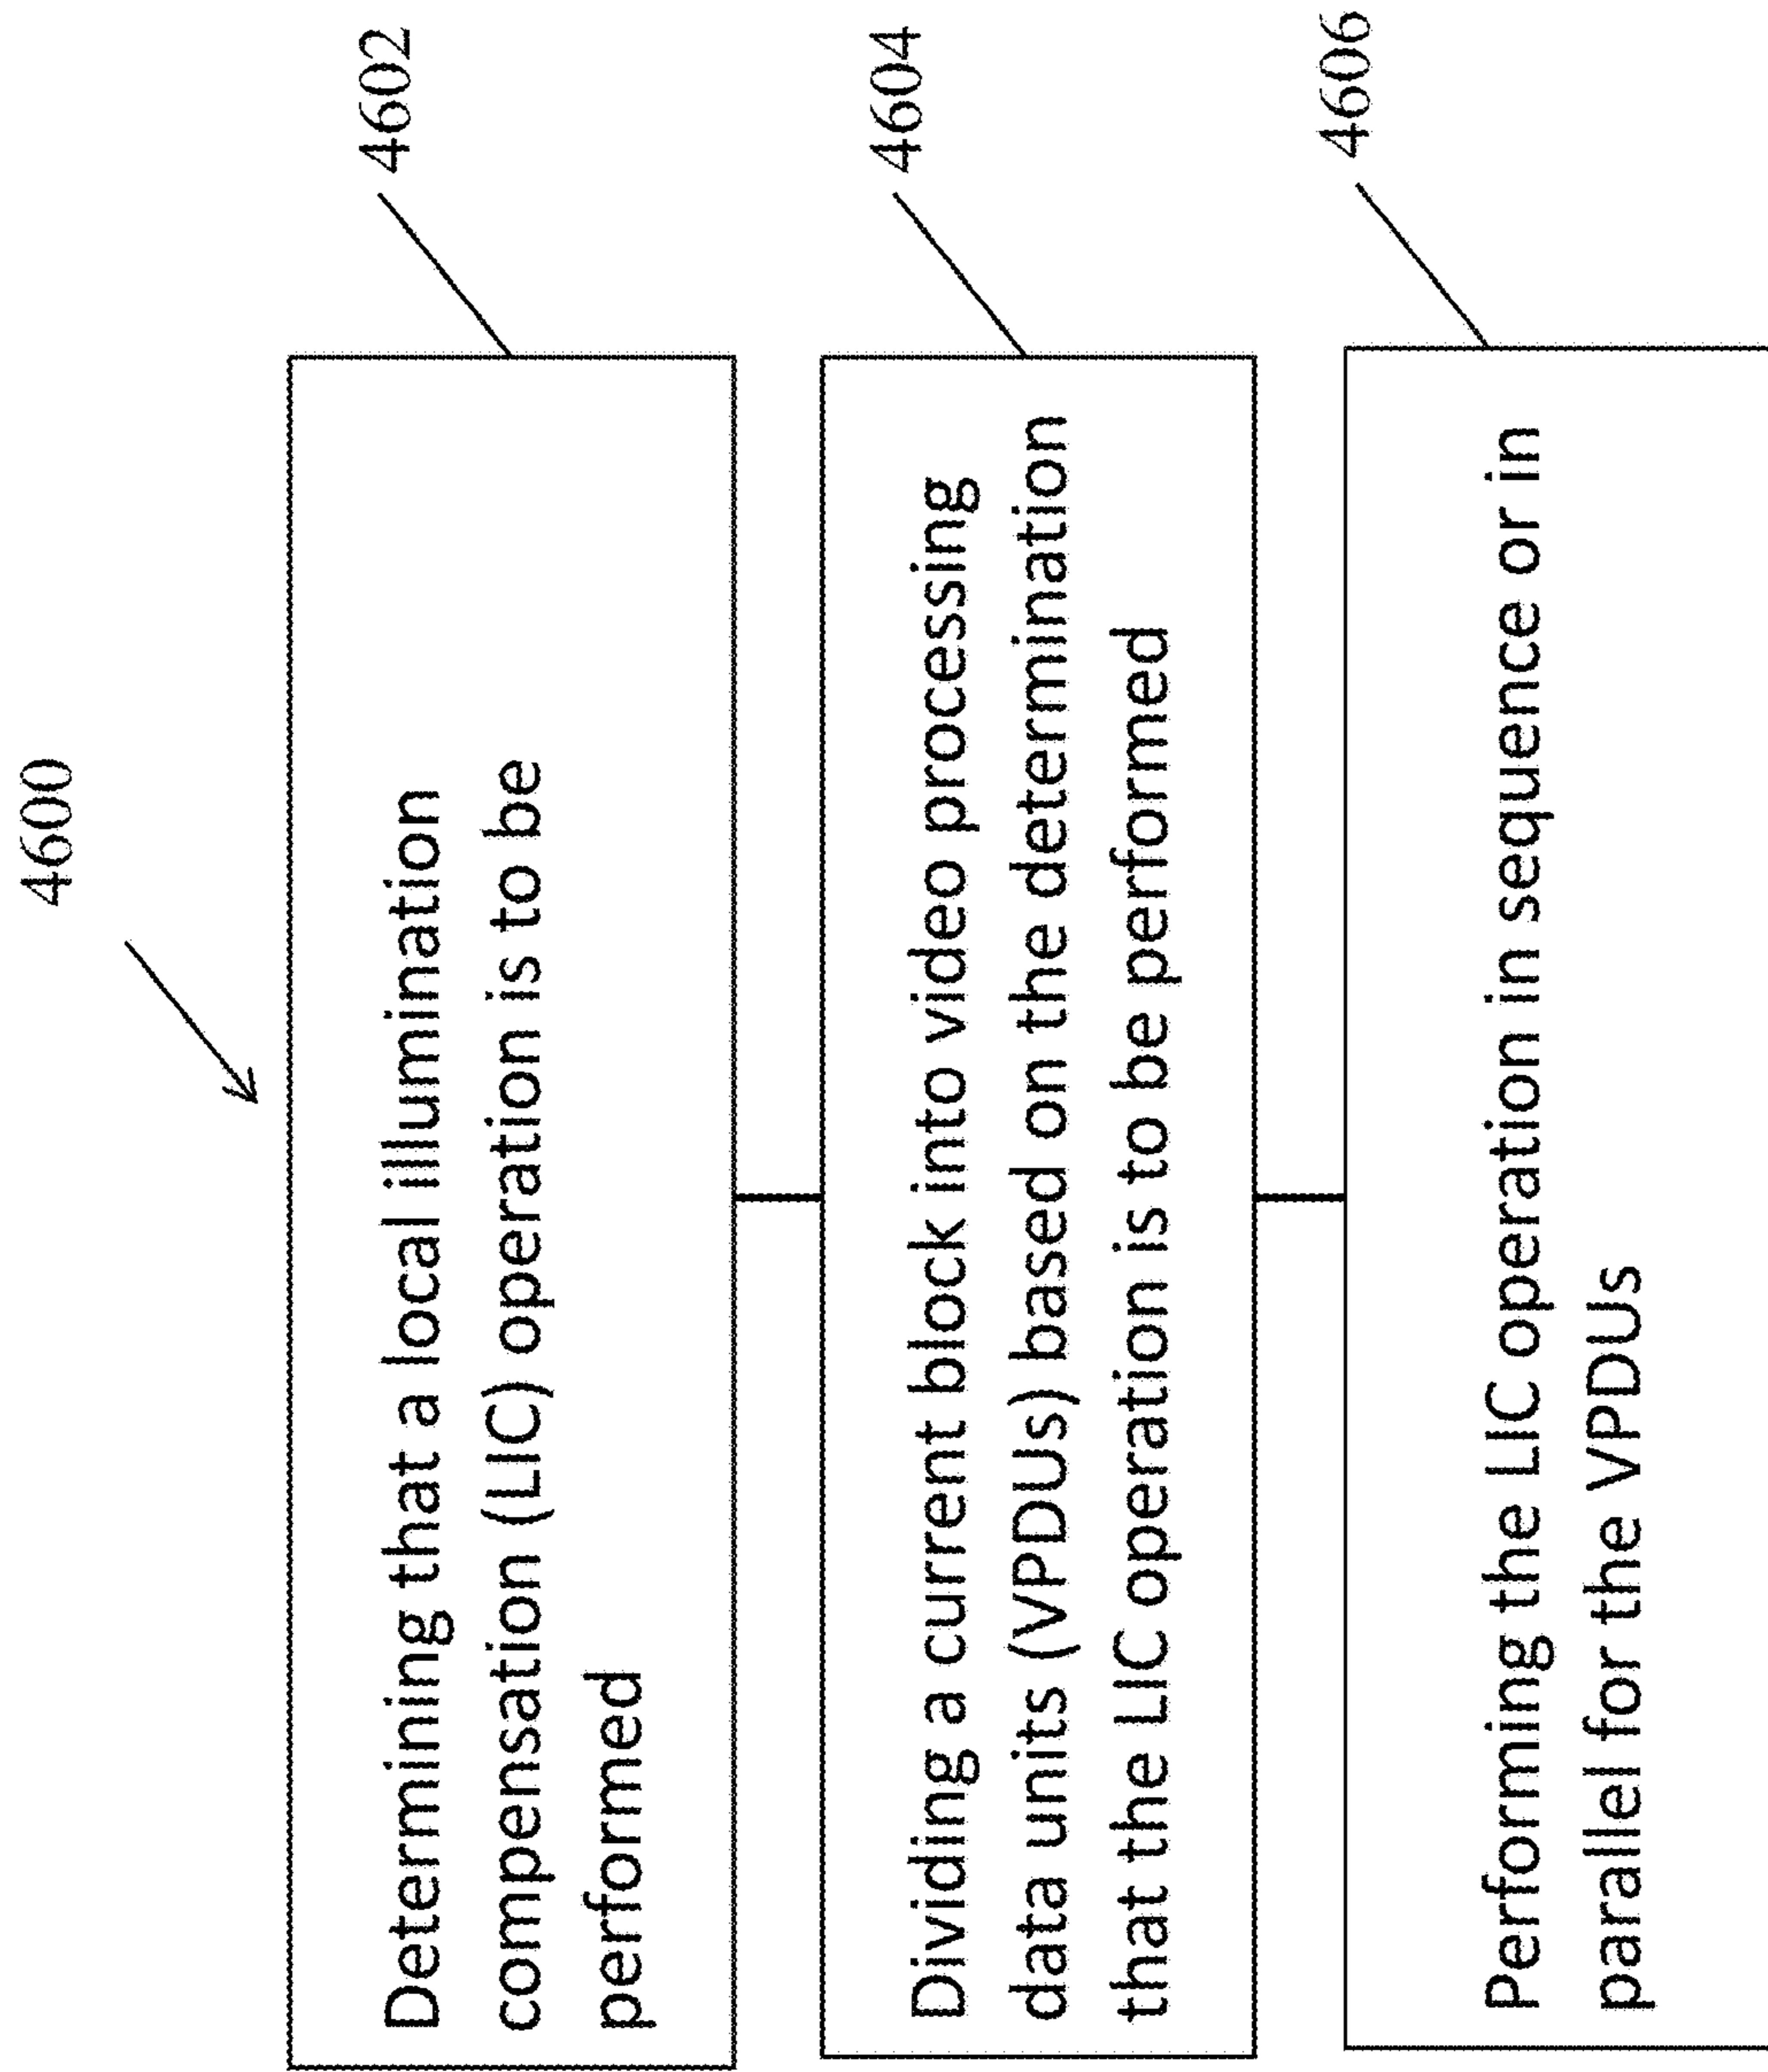 4600
Determining that a local illumination
compensation (LIC) operation is to be
performed
4602
Dividing a current block into video processing
data units (VPDUs) based on the determination
that the LIC operation is to be performed
4604
Performing the LIC operation in sequence or in
parallel for the VPDUs
4606